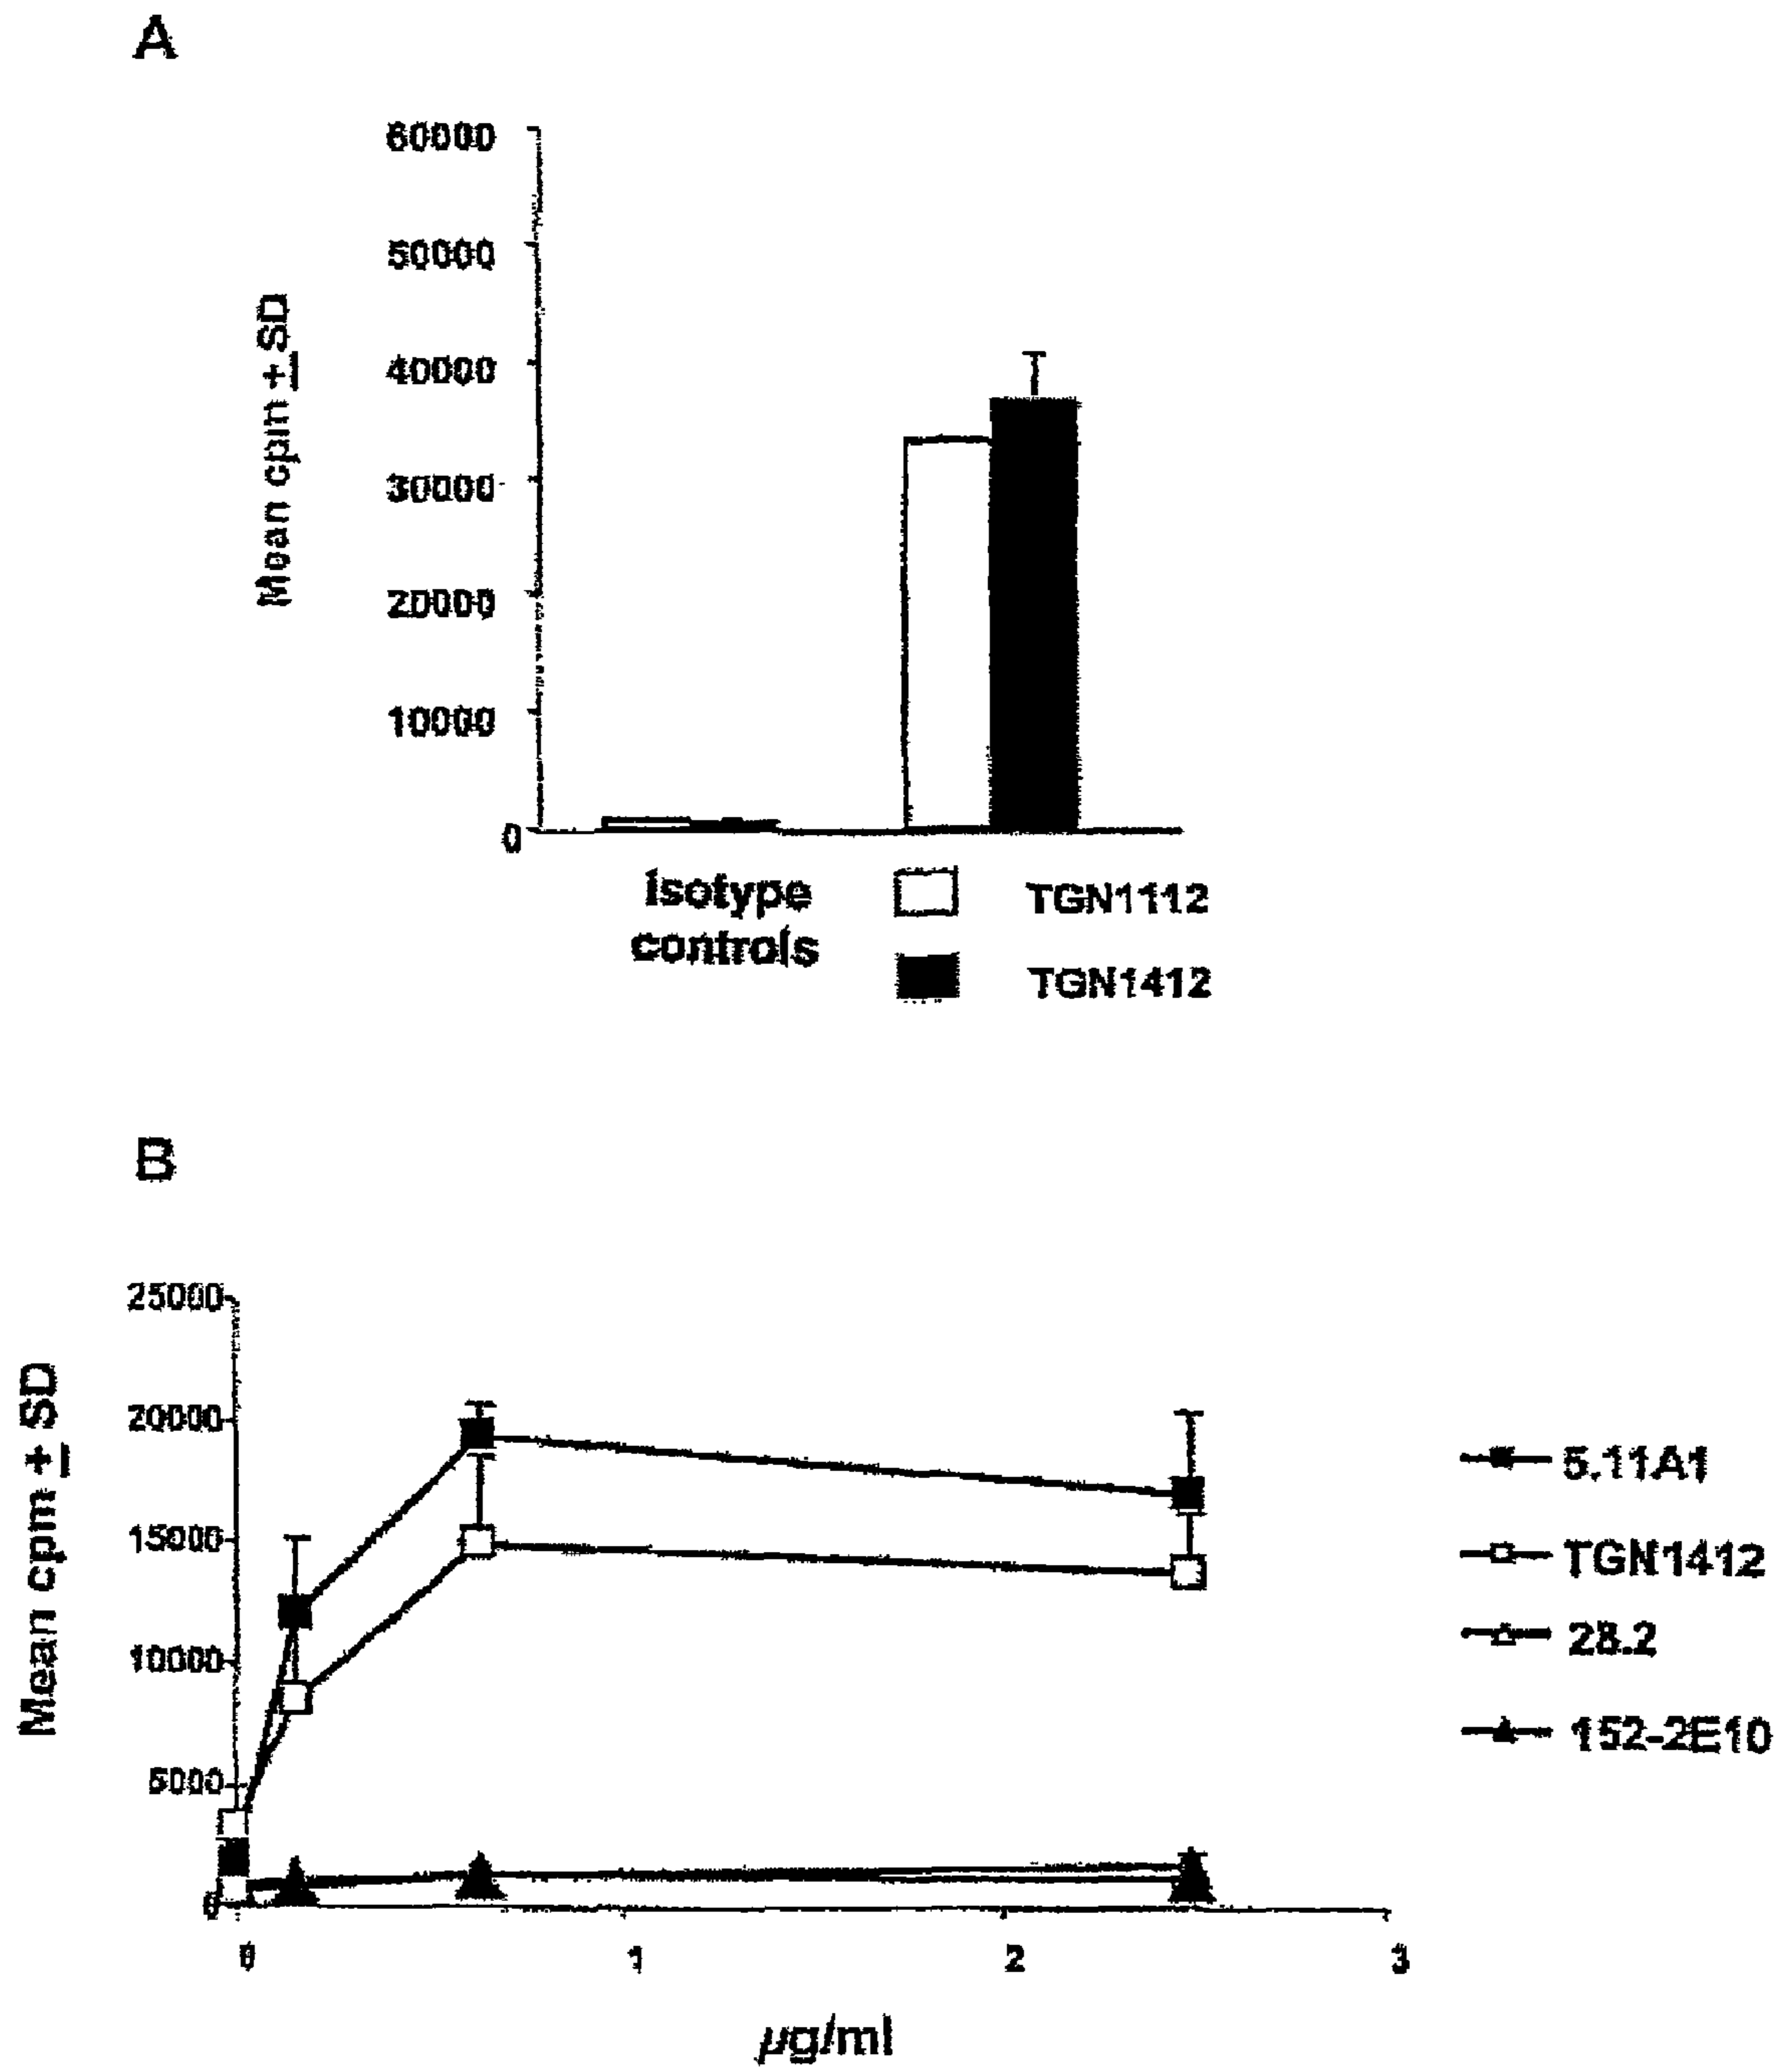 A
60000
50000
40000
30000
20000
10000
0
Mean cpm ± SD
Isotype
controls
TGN1112
TGN1412
B
25000
20000
15000
10000
5000
0
Mean cpm ± SD
0 1 2 3
µg/ml
5.11A1
TGN1412
28.2
152-2E10